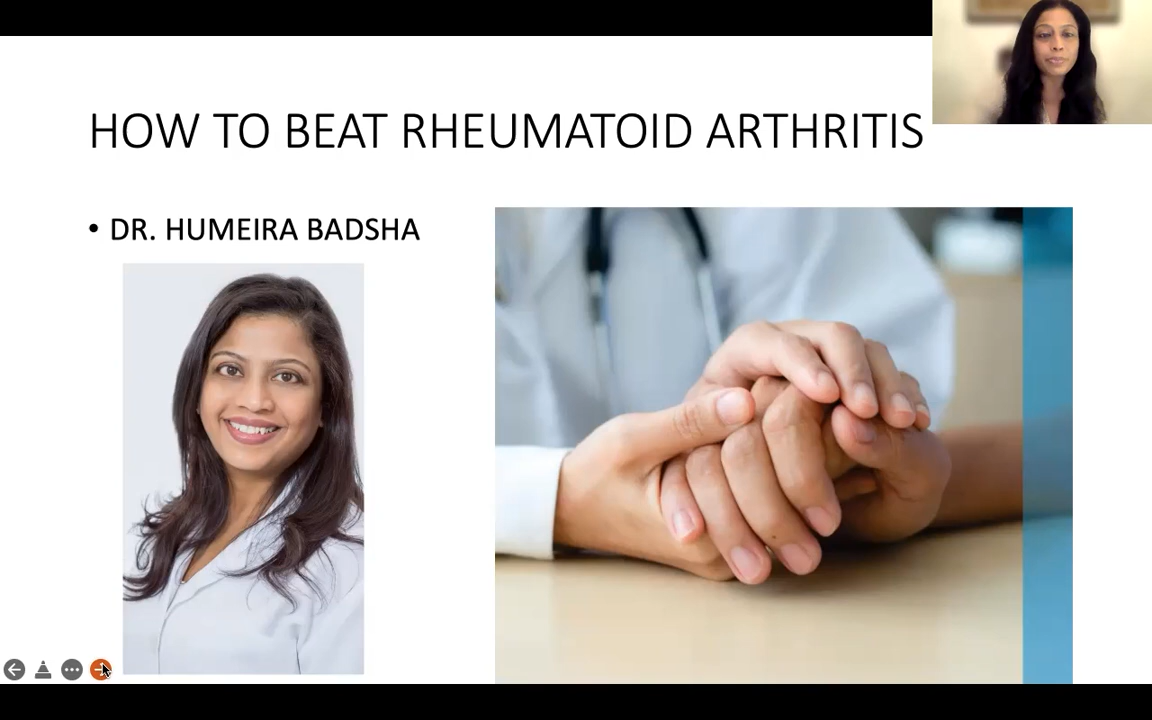 HOW TO BEAT RHEUMATOID ARTHRITIS
• DR. HUMEIRA BADSHA